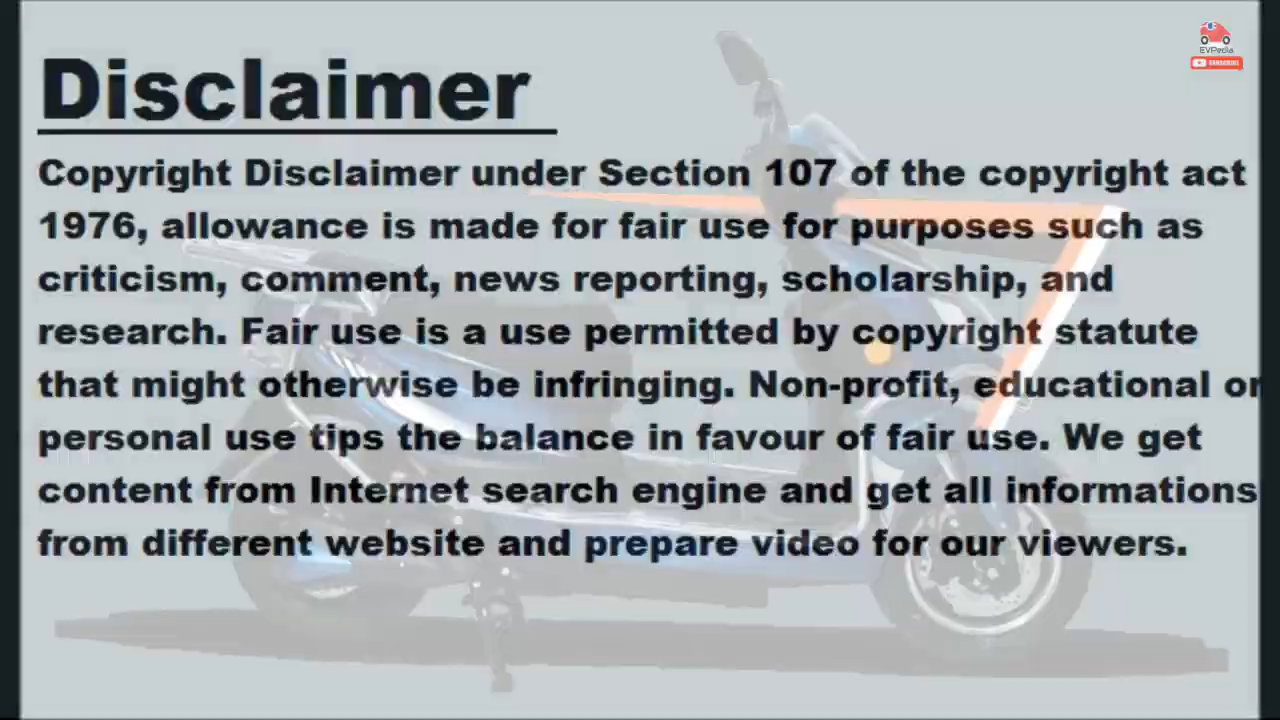 EVPedia
SUBSCRIBE
Disclaimer
Copyright Disclaimer under Section 107 of the copyright act
1976, allowance is made for fair use for purposes such as
criticism, comment, news reporting, scholarship, and
research. Fair use is a use permitted by copyright statute
that might otherwise be infringing. Non-profit, educational or
personal use tips the balance in favour of fair use. We get
content from Internet search engine and get all informations
from different website and prepare video for our viewers.